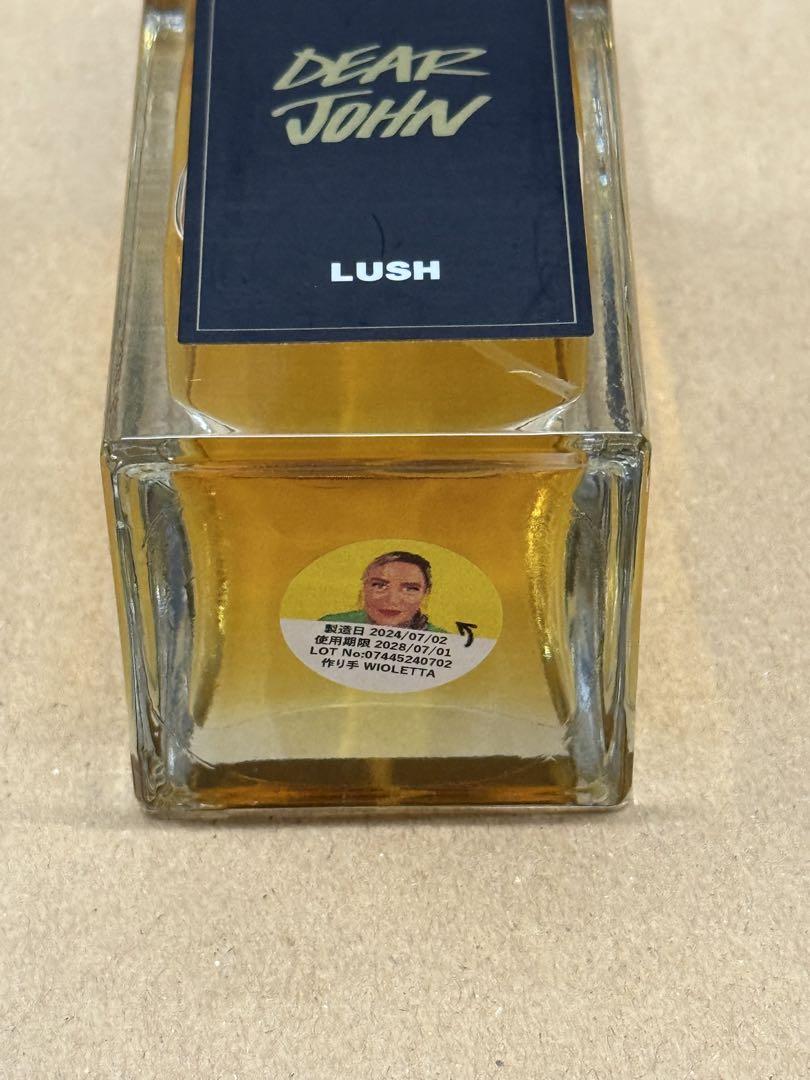 DEAR
JOHN
LUSH
製造日 2024/07/02
使用期限 2028/07/01
LOT No:07445240702
作り手 WIOLETTA